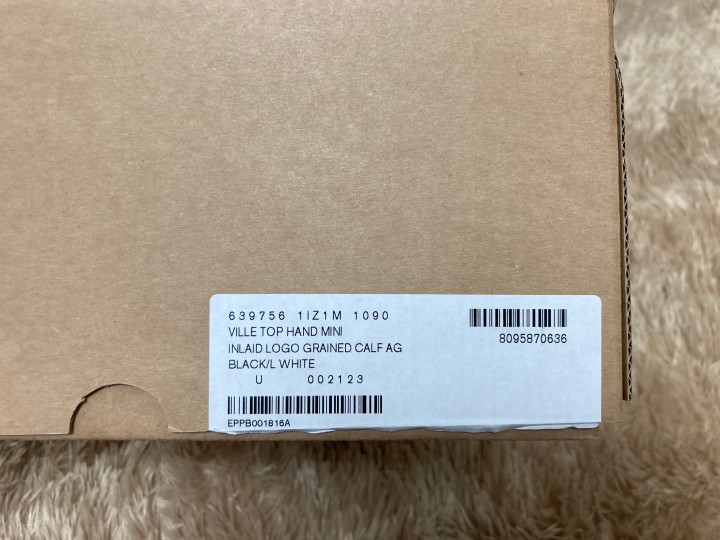 639756 1IZ1M 1090
VILLE TOP HAND MINI
INLAID LOGO GRAINED CALF AG
BLACK/L WHITE
U 002123
EPPB001816A
8095870636